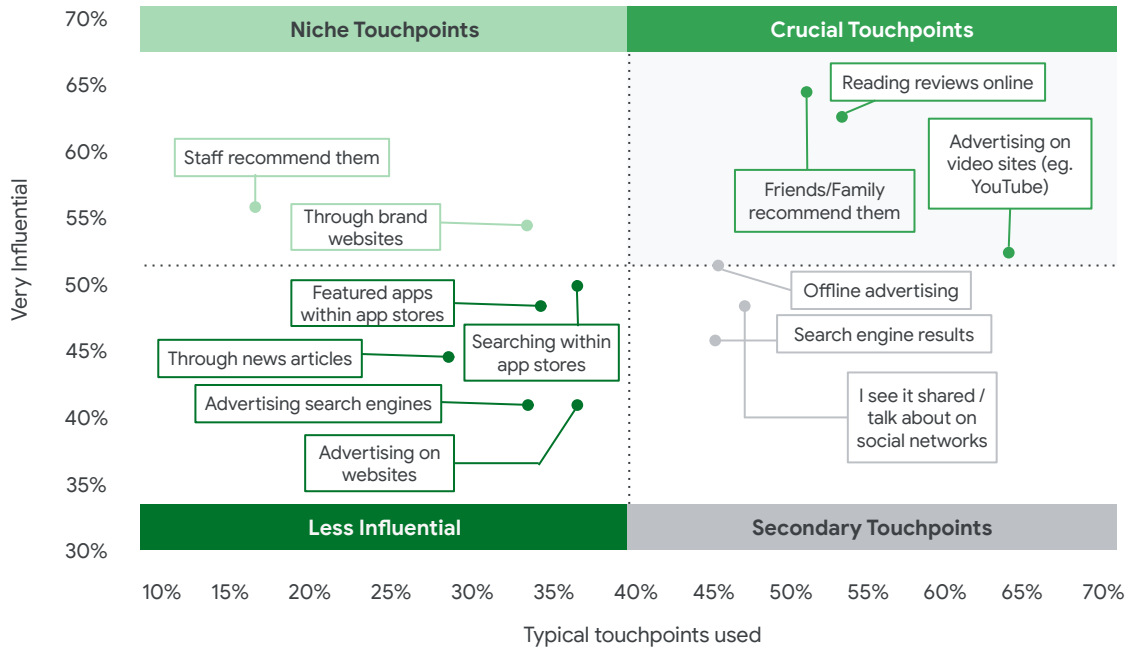 70%
Niche Touchpoints
Crucial Touchpoints
65%
Reading reviews online
60%
Staff recommend them
Advertising on
video sites (eg.
YouTube)
Friends/Family
recommend them
55%
Through brand
websites
Very Influential
50%
Featured apps
within app stores
Offline advertising
Searching within
app stores
Search engine results
45%
Through news articles
40%
Advertising search engines
I see it shared /
talk about on
social networks
Advertising on
websites
35%
Less Influential
Secondary Touchpoints
30%
10% 15% 20% 25% 30% 35% 40% 45% 50% 55% 60% 65% 70%
Typical touchpoints used